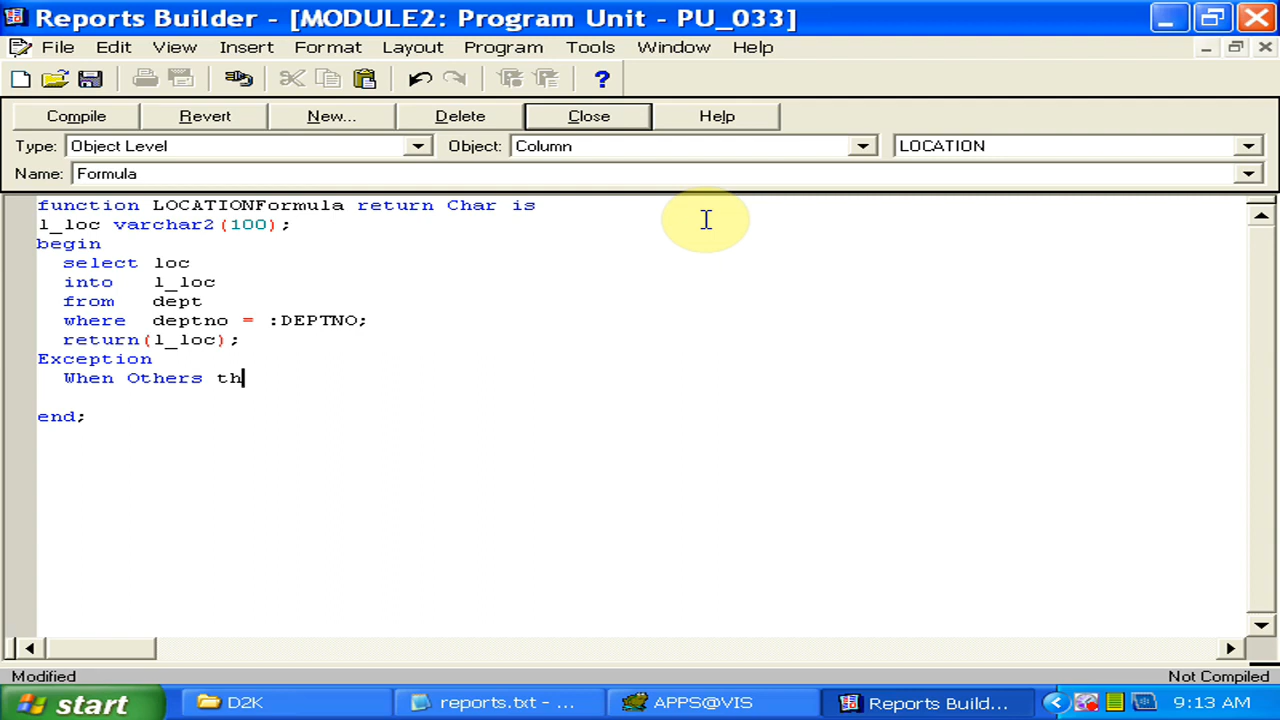 Reports Builder - [MODULE2: Program Unit - PU_033]
File Edit View Insert Format Layout Program Tools Window Help
Compile Revert New... Delete Close Help
Type: Object Level Object: Column LOCATION
Name: Formula
function LOCATIONFormula return Char is
l_loc varchar2(100);
begin
select loc
into l_loc
from dept
where deptno = :DEPTNO;
return(l_loc);
Exception
When Others th
end;
Modified Not Compiled
start D2K reports.txt - ... APPS@VIS Reports Build... 9:13 AM